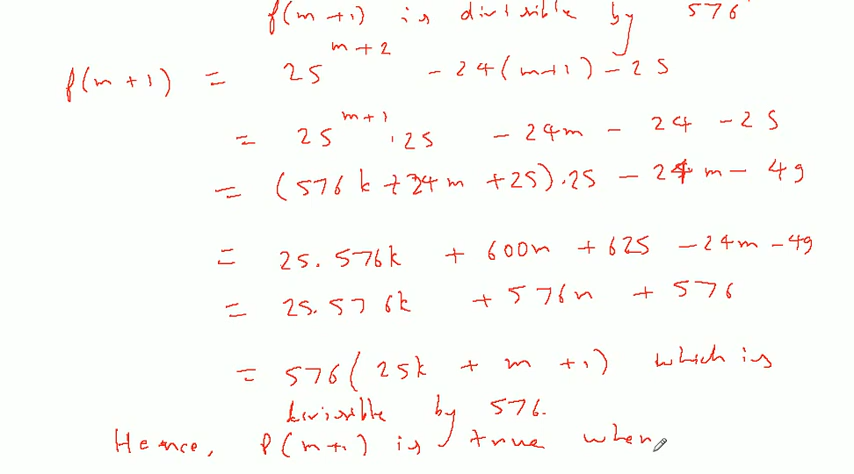 f(m+1) is divisible by 576
f(m+1) = 25^{m+2} - 24(m+1) - 25
= 25^{m+1} . 25 - 24m - 24 - 25
= (576k + 24m + 25).25 - 24m - 49
= 25.576k + 600m + 625 - 24m - 49
= 25.576k + 576m + 576
= 576(25k + m + 1) which is
divisible by 576.
Hence, P(m+1) is true when